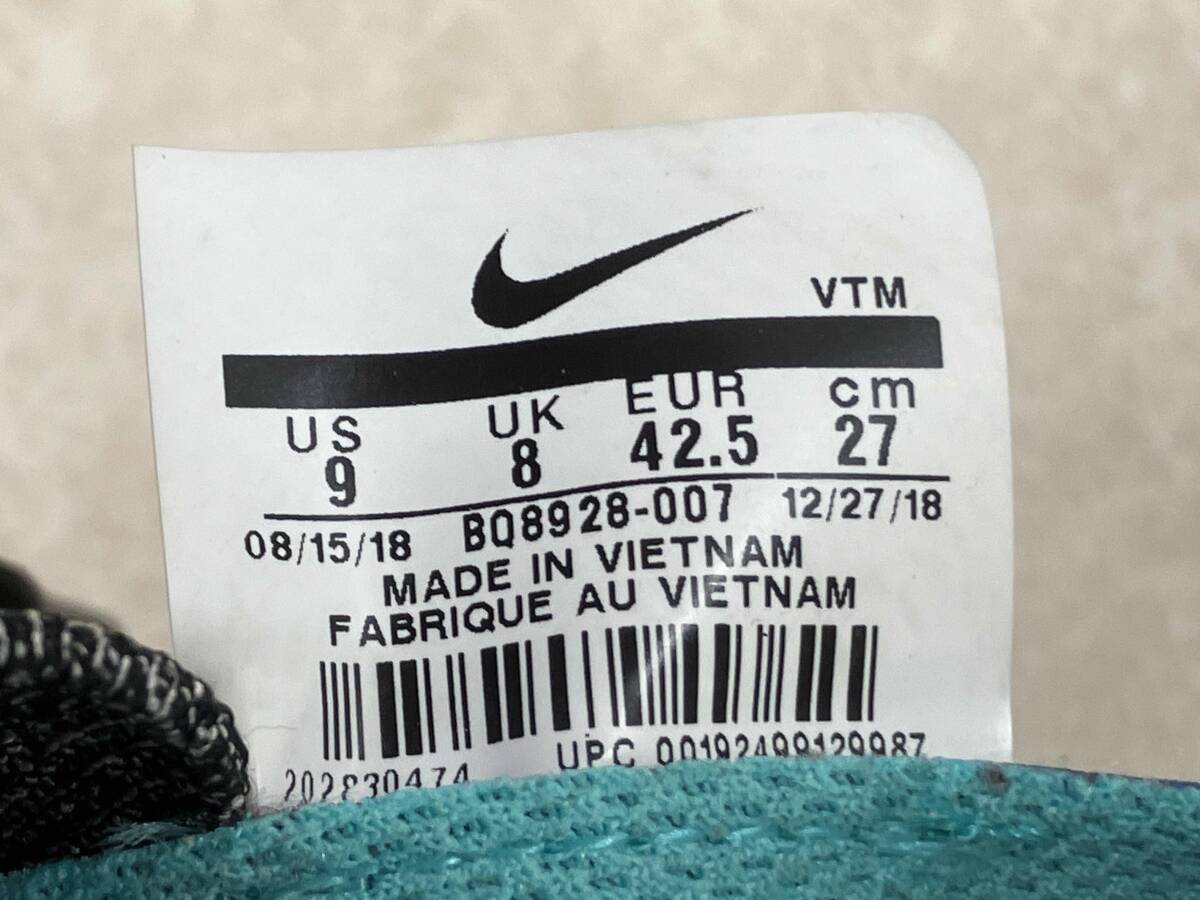 VTM
US UK EUR cm
9 8 42.5 27
08/15/18 BQ8928-007 12/27/18
MADE IN VIETNAM
FABRIQUE AU VIETNAM
UPC 00192499129987
202830474